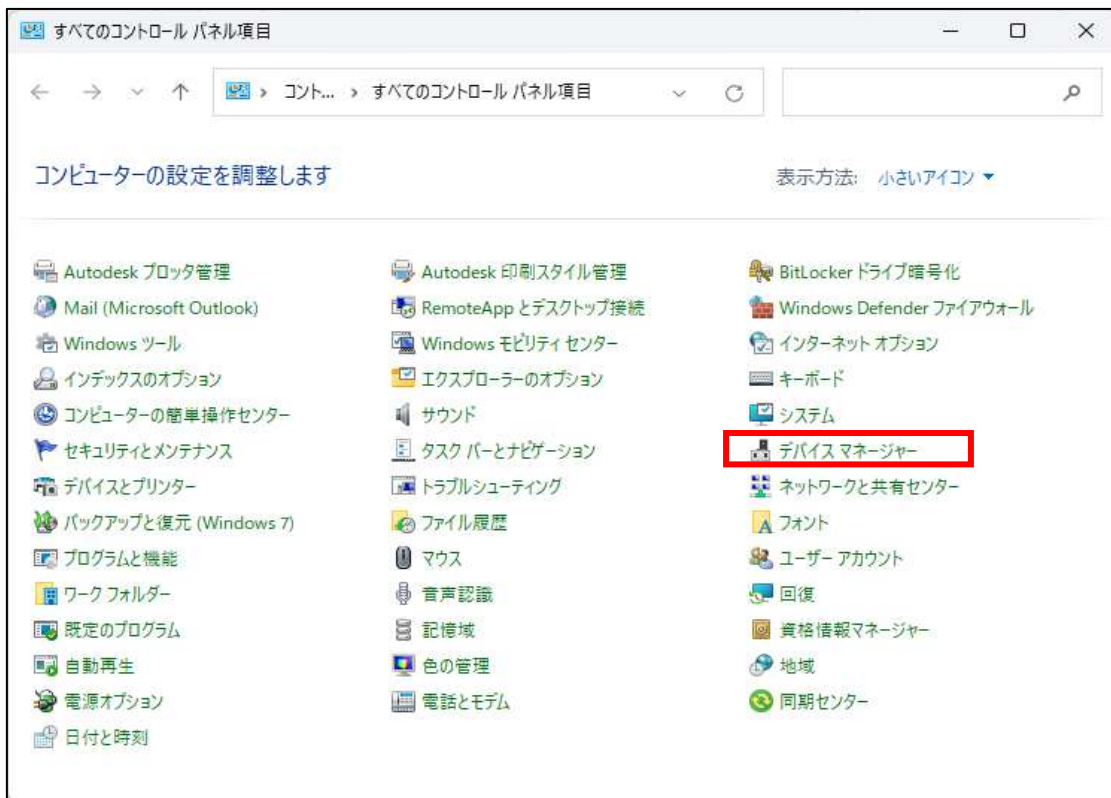 すべてのコントロール パネル項目
コント... › すべてのコントロール パネル項目
コンピューターの設定を調整します
表示方法: 小さいアイコン
Autodesk プロッタ管理
Autodesk 印刷スタイル管理
BitLocker ドライブ暗号化
Mail (Microsoft Outlook)
RemoteApp とデスクトップ接続
Windows Defender ファイアウォール
Windows ツール
Windows モビリティ センター
インターネット オプション
インデックスのオプション
エクスプローラーのオプション
キーボード
コンピューターの簡単操作センター
サウンド
システム
セキュリティとメンテナンス
タスク バーとナビゲーション
デバイス マネージャー
デバイスとプリンター
トラブルシューティング
ネットワークと共有センター
バックアップと復元 (Windows 7)
ファイル履歴
フォント
プログラムと機能
マウス
ユーザー アカウント
ワーク フォルダー
音声認識
回復
既定のプログラム
記憶域
資格情報マネージャー
自動再生
色の管理
地域
電源オプション
電話とモデム
同期センター
日付と時刻